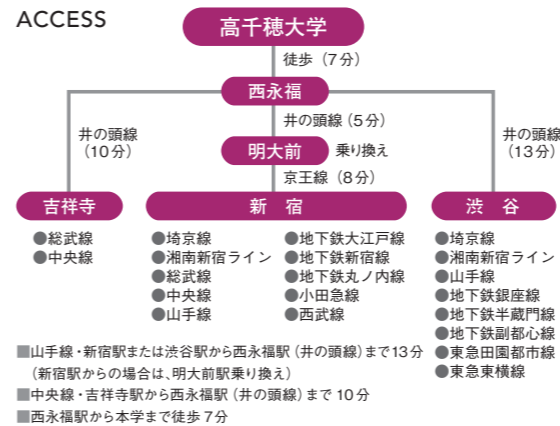 ACCESS
高千穂大学
徒歩（7分）
西永福
井の頭線
（10分）
井の頭線（5分）
井の頭線
（13分）
明大前
乗り換え
京王線（8分）
吉祥寺
●総武線
●中央線
新宿
●埼京線
●湘南新宿ライン
●総武線
●中央線
●山手線
●地下鉄大江戸線
●地下鉄新宿線
●地下鉄丸ノ内線
●小田急線
●西武線
渋谷
●埼京線
●湘南新宿ライン
●山手線
●地下鉄銀座線
●地下鉄半蔵門線
●地下鉄副都心線
●東急田園都市線
●東急東横線
■山手線・新宿駅または渋谷駅から西永福駅（井の頭線）まで13分
（新宿駅からの場合は、明大前駅乗り換え）
■中央線・吉祥寺駅から西永福駅（井の頭線）まで10分
■西永福駅から本学まで徒歩7分